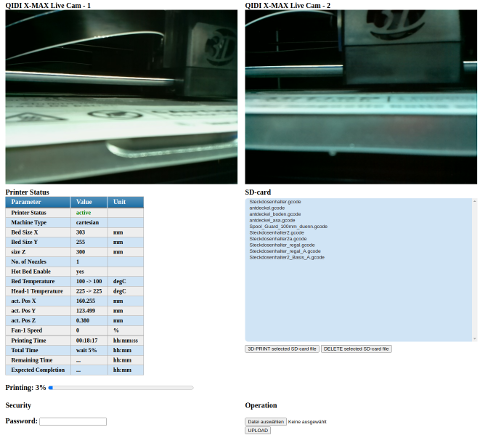 QIDI X-MAX Live Cam - 1
QIDI X-MAX Live Cam - 2
Printer Status
Parameter Value Unit
Printer Status active
Machine Type cartesian
Bed Size X 303 mm
Bed Size Y 255 mm
size Z 300 mm
No. of Nozzles 1
Hot Bed Enable yes
Bed Temperature 100 -> 100 degC
Head-1 Temperature 225 -> 225 degC
act. Pos X 160.255 mm
act. Pos Y 123.499 mm
act. Pos Z 0.300 mm
Fan-1 Speed 0 %
Printing Time 00:18:17 hh:mm:ss
Total Time wait 5% hh:mm
Remaining Time ... hh:mm
Expected Completion ... hh:mm
Printing: 3%
SD-card
Steckdosenhalter.gcode
antdeckel.gcode
antdeckel_boden.gcode
antdeckel_asa.gcode
Spool_Guard_100mm_duenn.gcode
Steckdosenhalter2.gcode
Steckdosenhalter2a.gcode
Steckdosenhalter_regal.gcode
Steckdosenhalter_regal_A.gcode
Steckdosenhalter2_Basis_A.gcode
3D-PRINT selected SD-card file DELETE selected SD-card file
Security
Password:
Operation
Datei auswählen Keine ausgewählt
UPLOAD